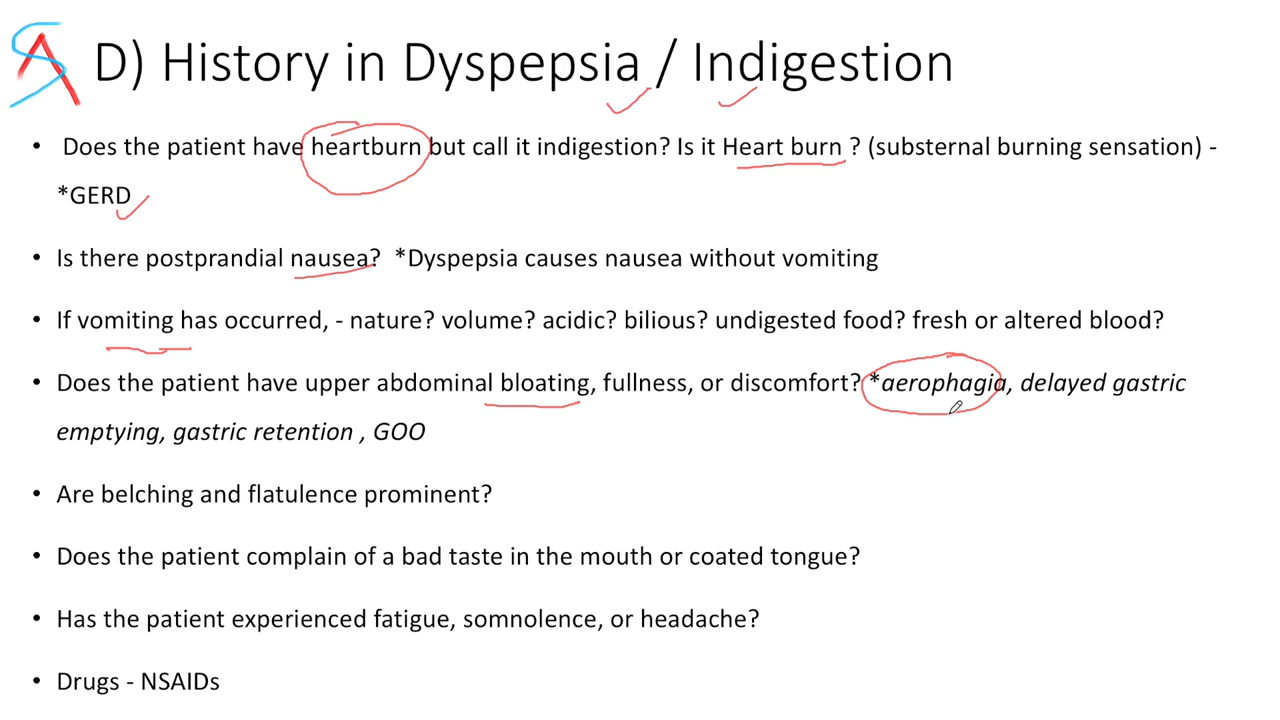 SA
D) History in Dyspepsia / Indigestion
• Does the patient have heartburn but call it indigestion? Is it Heart burn ? (substernal burning sensation) -
*GERD
• Is there postprandial nausea? *Dyspepsia causes nausea without vomiting
• If vomiting has occurred, - nature? volume? acidic? bilious? undigested food? fresh or altered blood?
• Does the patient have upper abdominal bloating, fullness, or discomfort? *aerophagia, delayed gastric
emptying, gastric retention , GOO
• Are belching and flatulence prominent?
• Does the patient complain of a bad taste in the mouth or coated tongue?
• Has the patient experienced fatigue, somnolence, or headache?
• Drugs - NSAIDs